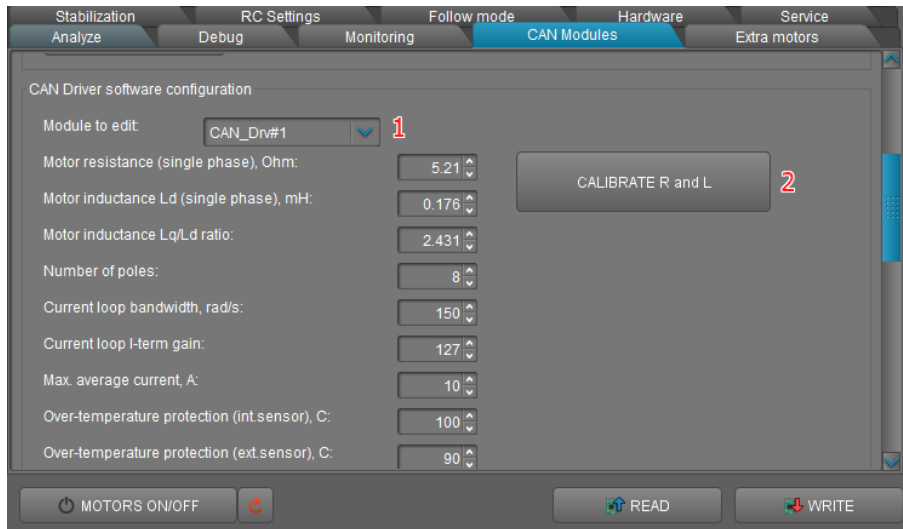 Stabilization RC Settings Follow mode Hardware Service
Analyze Debug Monitoring CAN Modules Extra motors
CAN Driver software configuration
Module to edit: CAN_Drv#1 1
Motor resistance (single phase), Ohm: 5.21
CALIBRATE R and L 2
Motor inductance Ld (single phase), mH: 0.176
Motor inductance Lq/Ld ratio: 2.431
Number of poles: 8
Current loop bandwidth, rad/s: 150
Current loop I-term gain: 127
Max. average current, A: 10
Over-temperature protection (int.sensor), C: 100
Over-temperature protection (ext.sensor), C: 90
MOTORS ON/OFF READ WRITE